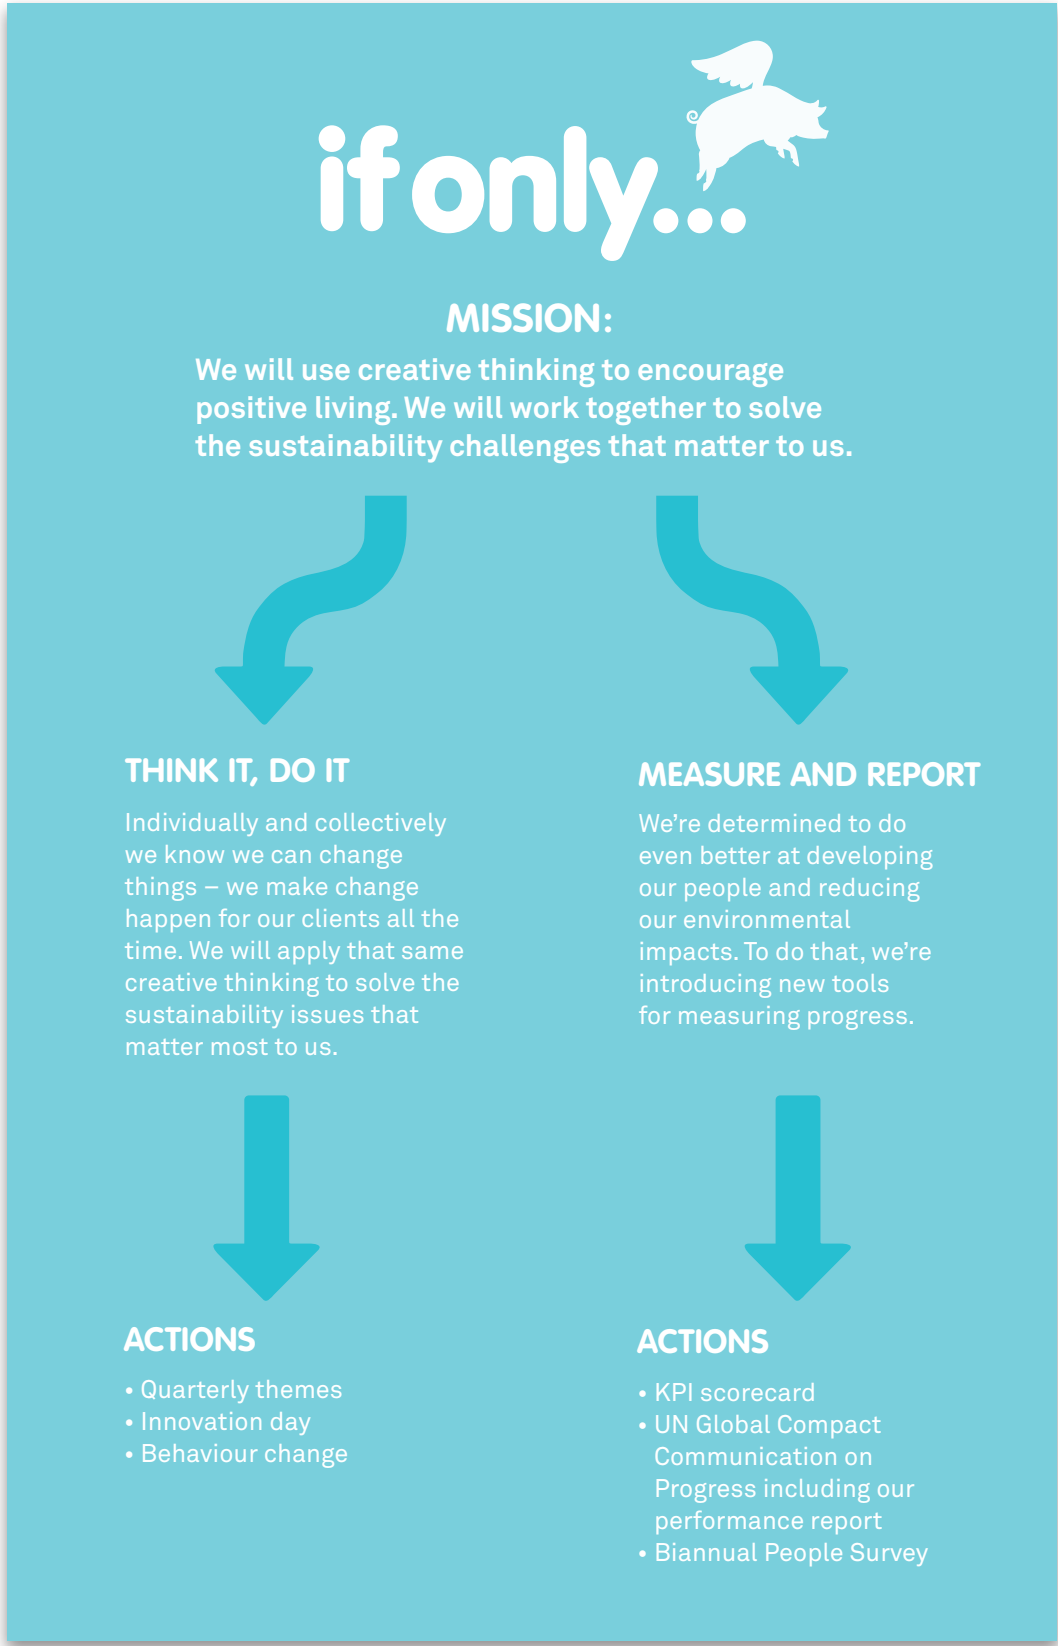 if only...
MISSION:
We will use creative thinking to encourage
positive living. We will work together to solve
the sustainability challenges that matter to us.
THINK IT, DO IT
Individually and collectively
we know we can change
things – we make change
happen for our clients all the
time. We will apply that same
creative thinking to solve the
sustainability issues that
matter most to us.
ACTIONS
• Quarterly themes
• Innovation day
• Behaviour change
MEASURE AND REPORT
We’re determined to do
even better at developing
our people and reducing
our environmental
impacts. To do that, we’re
introducing new tools
for measuring progress.
ACTIONS
• KPI scorecard
• UN Global Compact
Communication on
Progress including our
performance report
• Biannual People Survey